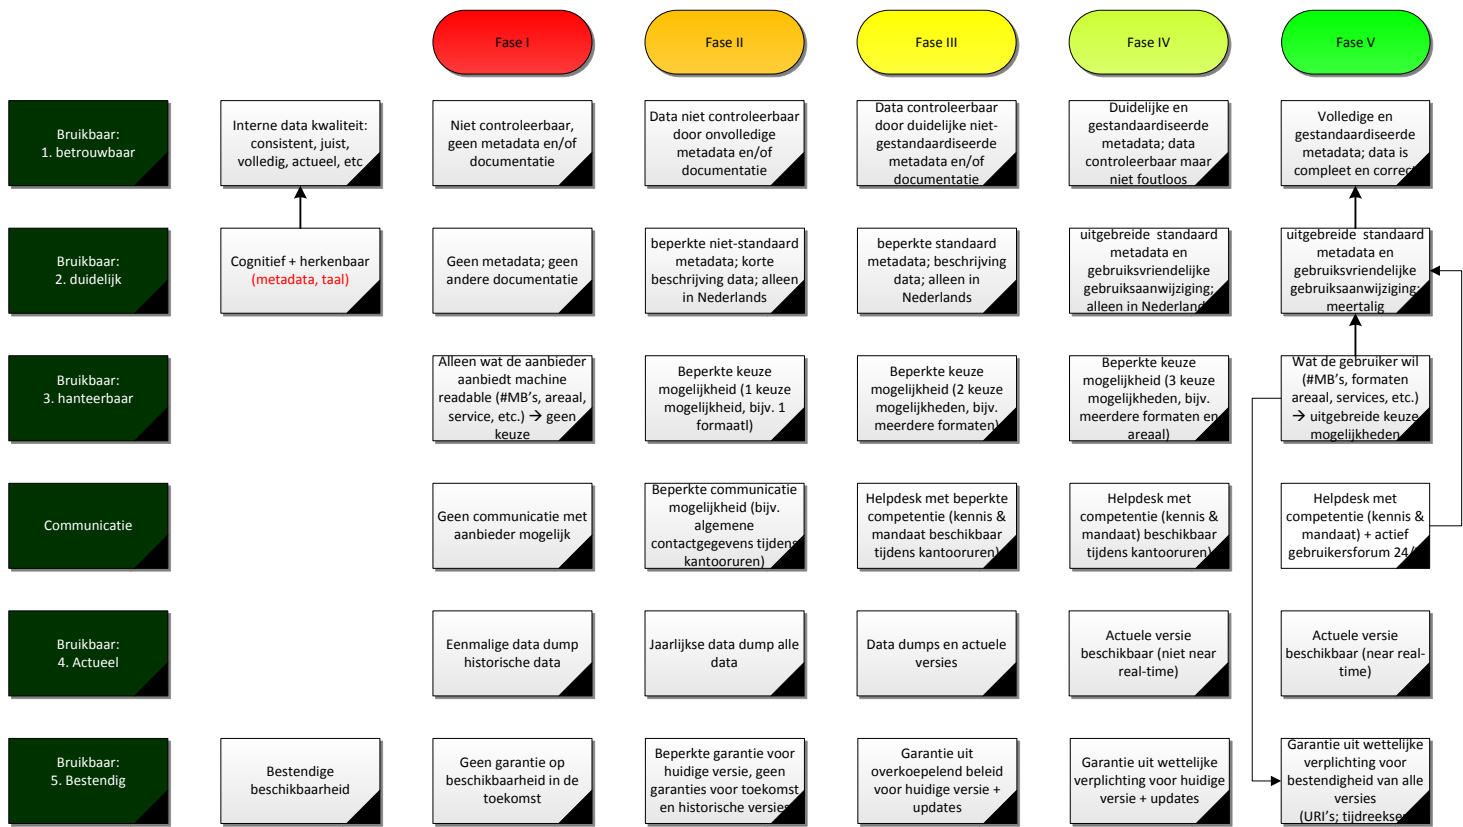 Fase I
Fase II
Fase III
Fase IV
Fase V
Bruikbaar:
1. betrouwbaar
Interne data kwaliteit:
consistent, juist,
volledig, actueel, etc
Niet controleerbaar,
geen metadata en/of
documentatie
Data niet controleerbaar
door onvolledige
metadata en/of
documentatie
Data controleerbaar
door duidelijke niet-
gestandaardiseerde
metadata en/of
documentatie
Duidelijke en
gestandaardiseerde
metadata; data
controleerbaar maar
niet foutloos
Volledige en
gestandaardiseerde
metadata; data is
compleet en correct
Bruikbaar:
2. duidelijk
Cognitief + herkenbaar
(metadata, taal)
Geen metadata; geen
andere documentatie
beperkte niet-standaard
metadata; korte
beschrijving data; alleen
in Nederlands
beperkte standaard
metadata; beschrijving
data; alleen in
Nederlands
uitgebreide standaard
metadata en
gebruiksvriendelijke
gebruiksaanwijziging;
alleen in Nederlands
uitgebreide standaard
metadata en
gebruiksvriendelijke
gebruiksaanwijziging;
meertalig
Bruikbaar:
3. hanteerbaar
Alleen wat de aanbieder
aanbiedt machine
readable (#MB's, areaal,
service, etc.) → geen
keuze
Beperkte keuze
mogelijkheid (1 keuze
mogelijkheid, bijv. 1
formaatl)
Beperkte keuze
mogelijkheid (2 keuze
mogelijkheden, bijv.
meerdere formaten)
Beperkte keuze
mogelijkheid (3 keuze
mogelijkheden, bijv.
meerdere formaten en
areaal)
Wat de gebruiker wil
(#MB's, formaten
areaal, services, etc.)
→ uitgebreide keuze
mogelijkheden
Communicatie
Geen communicatie met
aanbieder mogelijk
Beperkte communicatie
mogelijkheid (bijv.
algemene
contactgegevens tijdens
kantooruren)
Helpdesk met beperkte
competentie (kennis &
mandaat beschikbaar
tijdens kantooruren)
Helpdesk met
competentie (kennis &
mandaat) beschikbaar
tijdens kantooruren)
Helpdesk met
competentie (kennis &
mandaat) + actief
gebruikersforum 24/
Bruikbaar:
4. Actueel
Eenmalige data dump
historische data
Jaarlijkse data dump alle
data
Data dumps en actuele
versies
Actuele versie
beschikbaar (niet near
real-time)
Actuele versie
beschikbaar (near real-
time)
Bruikbaar:
5. Bestendig
Bestendige
beschikbaarheid
Geen garantie op
beschikbaarheid in de
toekomst
Beperkte garantie voor
huidige versie, geen
garanties voor toekomst
en historische versies
Garantie uit
overkoepelend beleid
voor huidige versie +
updates
Garantie uit wettelijke
verplichting voor huidige
versie + updates
Garantie uit wettelijke
verplichting voor
bestendigheid van alle
versies
(URI's; tijdreeksen